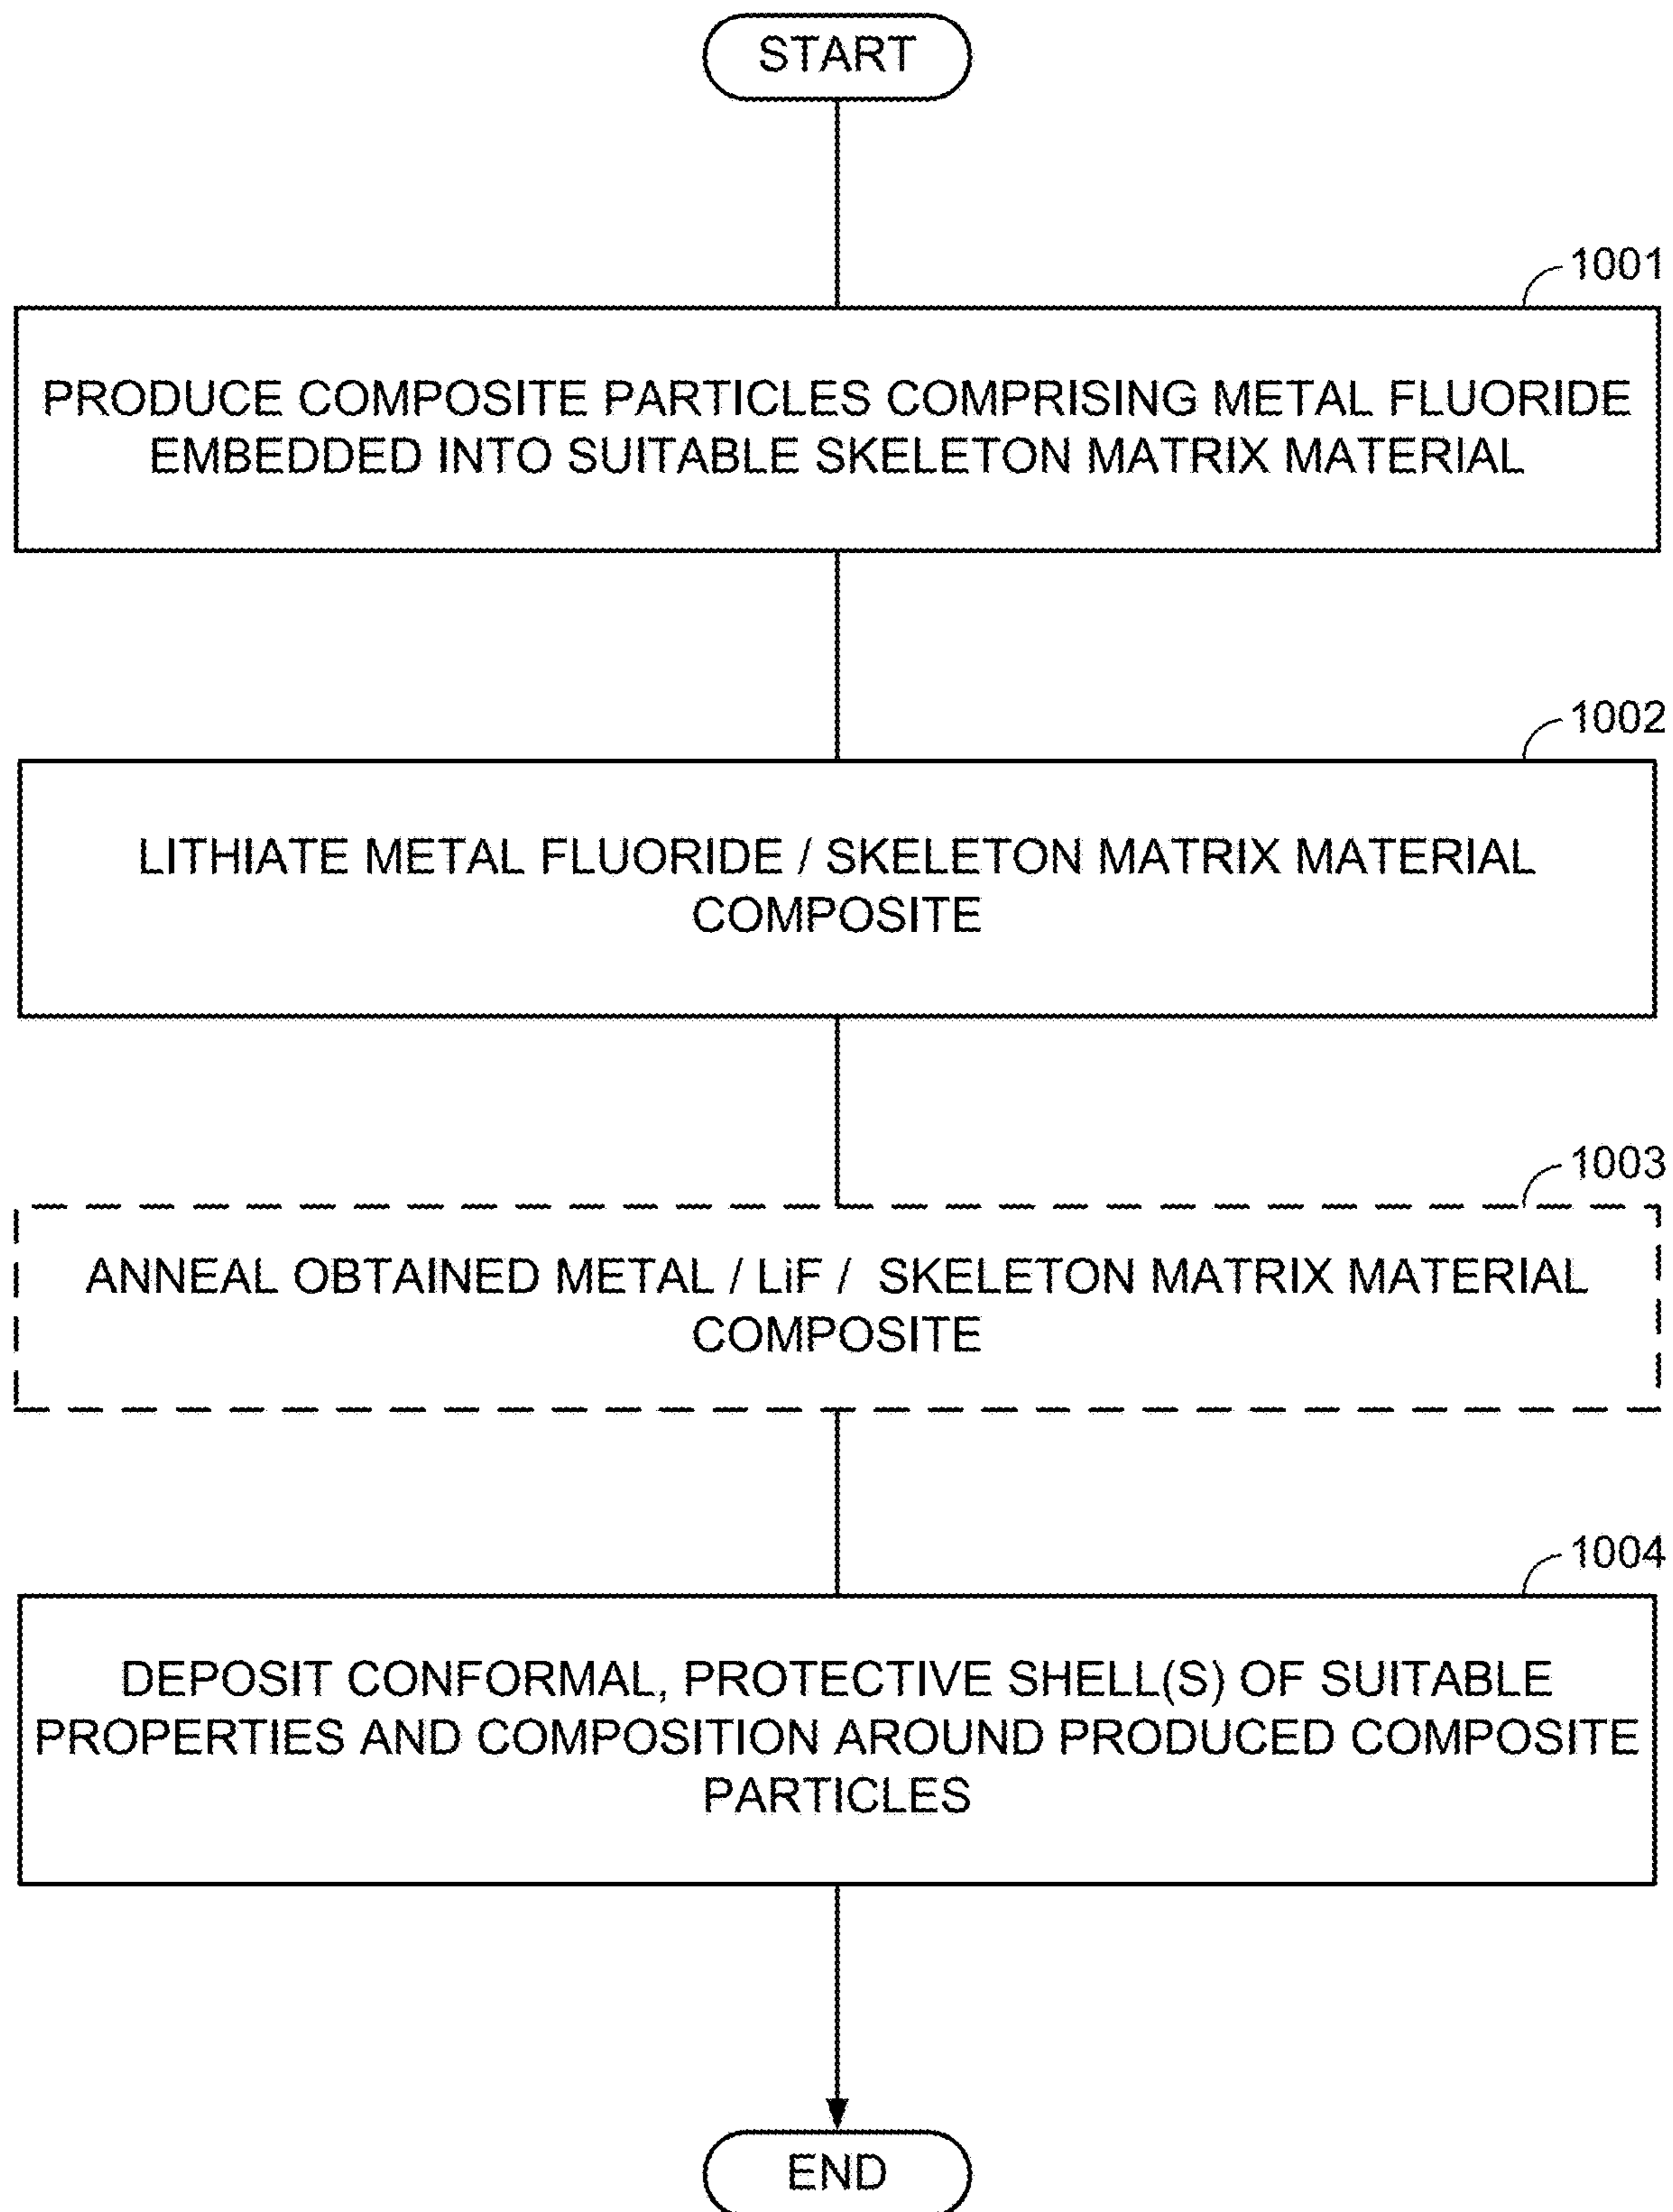 START
1001
PRODUCE COMPOSITE PARTICLES COMPRISING METAL FLUORIDE
EMBEDDED INTO SUITABLE SKELETON MATRIX MATERIAL
1002
LITHIATE METAL FLUORIDE / SKELETON MATRIX MATERIAL
COMPOSITE
1003
ANNEAL OBTAINED METAL / LiF / SKELETON MATRIX MATERIAL
COMPOSITE
1004
DEPOSIT CONFORMAL, PROTECTIVE SHELL(S) OF SUITABLE
PROPERTIES AND COMPOSITION AROUND PRODUCED COMPOSITE
PARTICLES
END